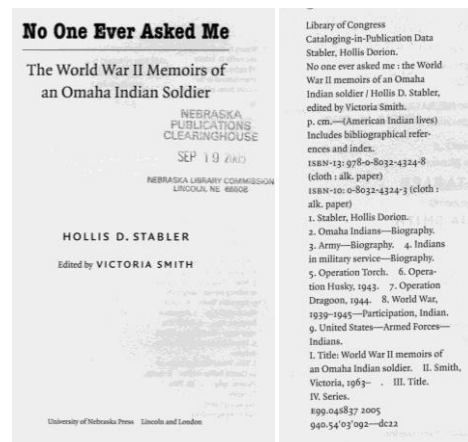 No One Ever Asked Me
The World War II Memoirs of
an Omaha Indian Soldier
NEBRASKA
PUBLICATIONS
CLEARINGHOUSE
SEP 19 2005
NEBRASKA LIBRARY COMMISSION
LINCOLN, NE 68508
HOLLIS D. STABLER
Edited by VICTORIA SMITH
University of Nebraska Press Lincoln and London
Library of Congress
Cataloging-in-Publication Data
Stabler, Hollis Dorion.
No one ever asked me : the World
War II memoirs of an Omaha
Indian soldier / Hollis D. Stabler,
edited by Victoria Smith.
p. cm.—(American Indian lives)
Includes bibliographical refer-
ences and index.
ISBN-13: 978-0-8032-4324-8
(cloth : alk. paper)
ISBN-10: 0-8032-4324-3 (cloth :
alk. paper)
1. Stabler, Hollis Dorion.
2. Omaha Indians—Biography.
3. Army—Biography. 4. Indians
in military service—Biography.
5. Operation Torch. 6. Opera-
tion Husky, 1943. 7. Operation
Dragoon, 1944. 8. World War,
1939–1945—Participation, Indian.
9. United States—Armed Forces—
Indians.
I. Title: World War II memoirs of
an Omaha Indian soldier. II. Smith,
Victoria, 1963– . III. Title.
IV. Series.
E99.O4S837 2005
940.54'03'092—dc22